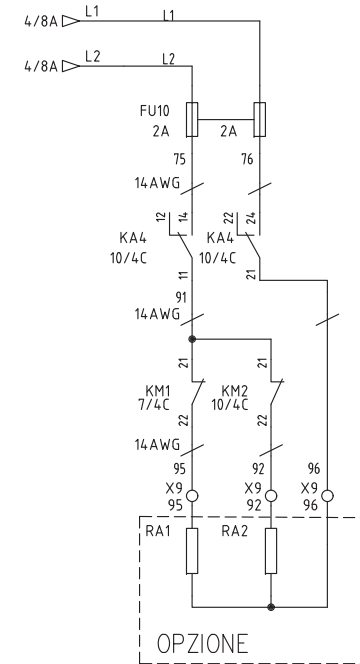 L1 L1
4/8A
L2 L2
4/8A
FU10
2A 2A
75 76
14AWG
12 14 22 24
KA4 KA4
10/4C 10/4C
11 21
91
14AWG
21 21
KM1 KM2
7/4C 10/4C
22 22
14AWG
95 92 96
X9 X9 X9
95 92 96
RA1 RA2
OPZIONE